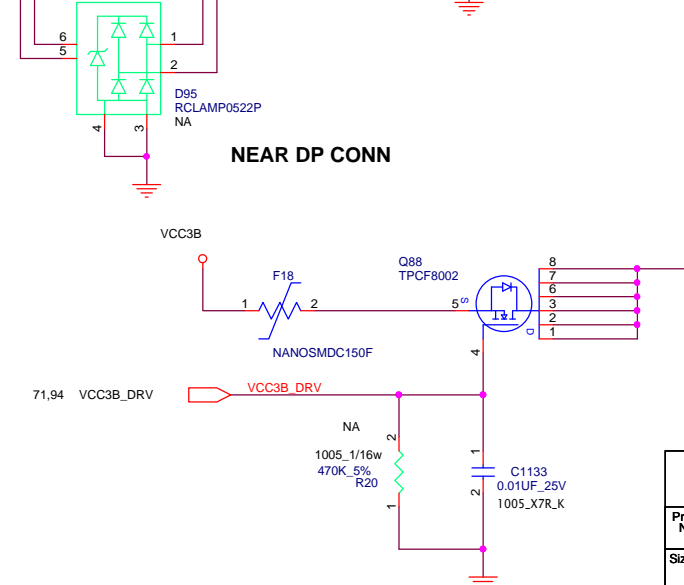 6
5
1
2
D95
RCLAMP0522P
NA
4
3
NEAR DP CONN
VCC3B
F18
1
2
NANOSMDC150F
Q88
TPCF8002
5
S
D
4
8
7
6
3
2
1
71,94 VCC3B_DRV
VCC3B_DRV
NA
2
1005_1/16w
470K_5%
R20
1
1
C1133
0.01UF_25V
2
1005_X7R_K